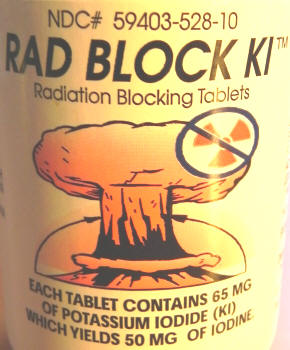 NDC# 59403-528-10
RAD BLOCK KI™
Radiation Blocking Tablets
EACH TABLET CONTAINS 65 MG
OF POTASSIUM IODIDE (KI)
WHICH YIELDS 50 MG OF IODINE.